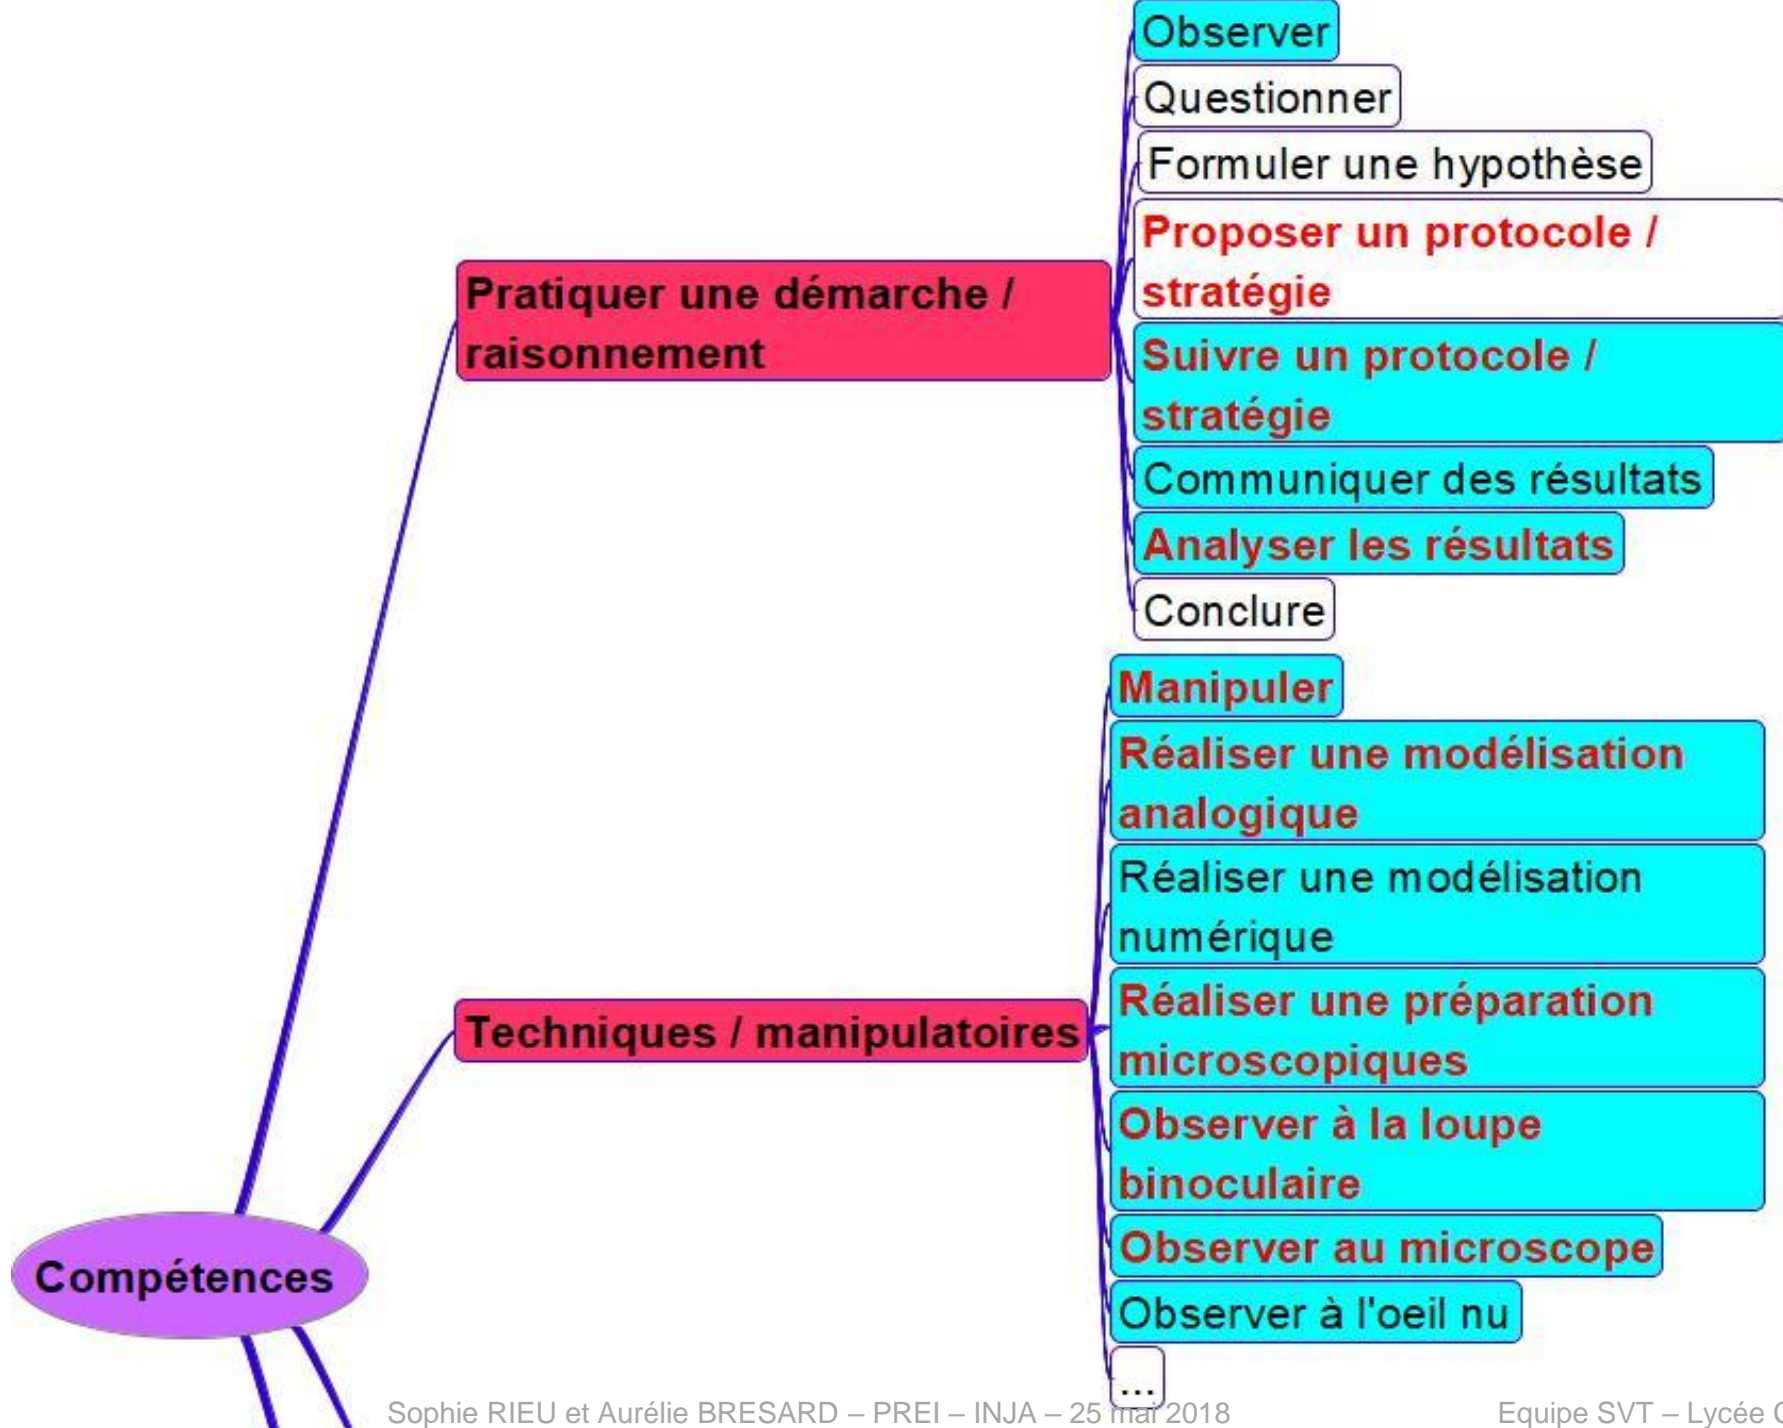 Observer
Questionner
Formuler une hypothèse
Proposer un protocole /
stratégie
Pratiquer une démarche /
raisonnement
Suivre un protocole /
stratégie
Communiquer des résultats
Analyser les résultats
Conclure
Manipuler
Réaliser une modélisation
analogique
Réaliser une modélisation
numérique
Réaliser une préparation
microscopiques
Techniques / manipulatoires
Observer à la loupe
binoculaire
Observer au microscope
Compétences
Observer à l'oeil nu
...
Sophie RIEU et Aurélie BRESARD – PREI – INJA – 25 mai 2018
Equipe SVT – Lycée